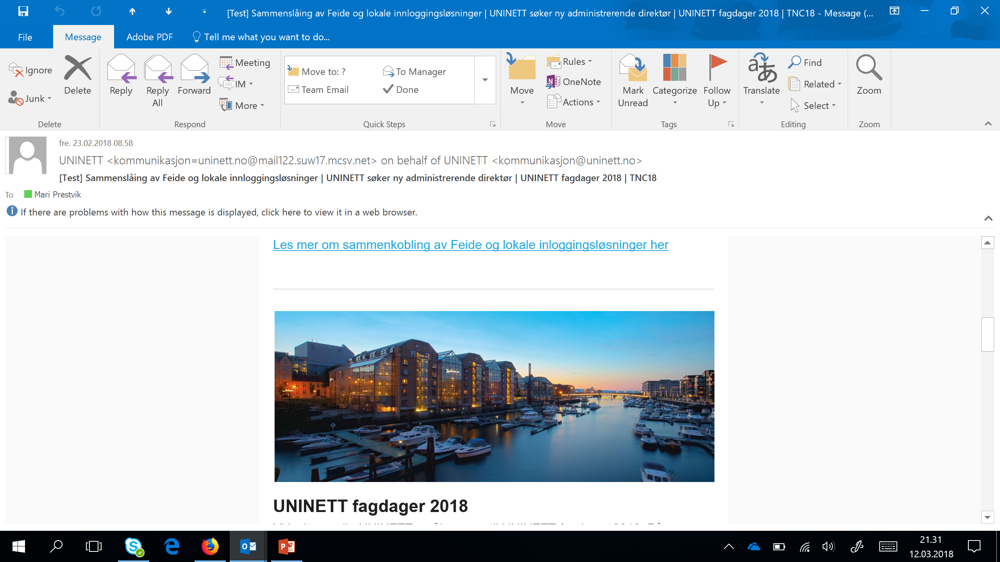 [Test] Sammenslåing av Feide og lokale innloggingsløsninger | UNINETT søker ny administrerende direktør | UNINETT fagdager 2018 | TNC18 - Message (...
File
Message
Adobe PDF
Tell me what you want to do...
Ignore
Junk
Delete
Delete
Reply
Reply All
Forward
Meeting
IM
More
Respond
Move to: ?
To Manager
Team Email
Done
Quick Steps
Move
Rules
OneNote
Actions
Move
Mark Unread
Categorize
Follow Up
Tags
Translate
Find
Related
Select
Editing
Zoom
Zoom
fre. 23.02.2018 08.58
UNINETT <kommunikasjon=uninett.no@mail122.suw17.mcsv.net> on behalf of UNINETT <kommunikasjon@uninett.no>
[Test] Sammenslåing av Feide og lokale innloggingsløsninger | UNINETT søker ny administrerende direktør | UNINETT fagdager 2018 | TNC18
To Mari Prestvik
If there are problems with how this message is displayed, click here to view it in a web browser.
Les mer om sammenkobling av Feide og lokale inloggingsløsninger her
UNINETT fagdager 2018
21.31
12.03.2018